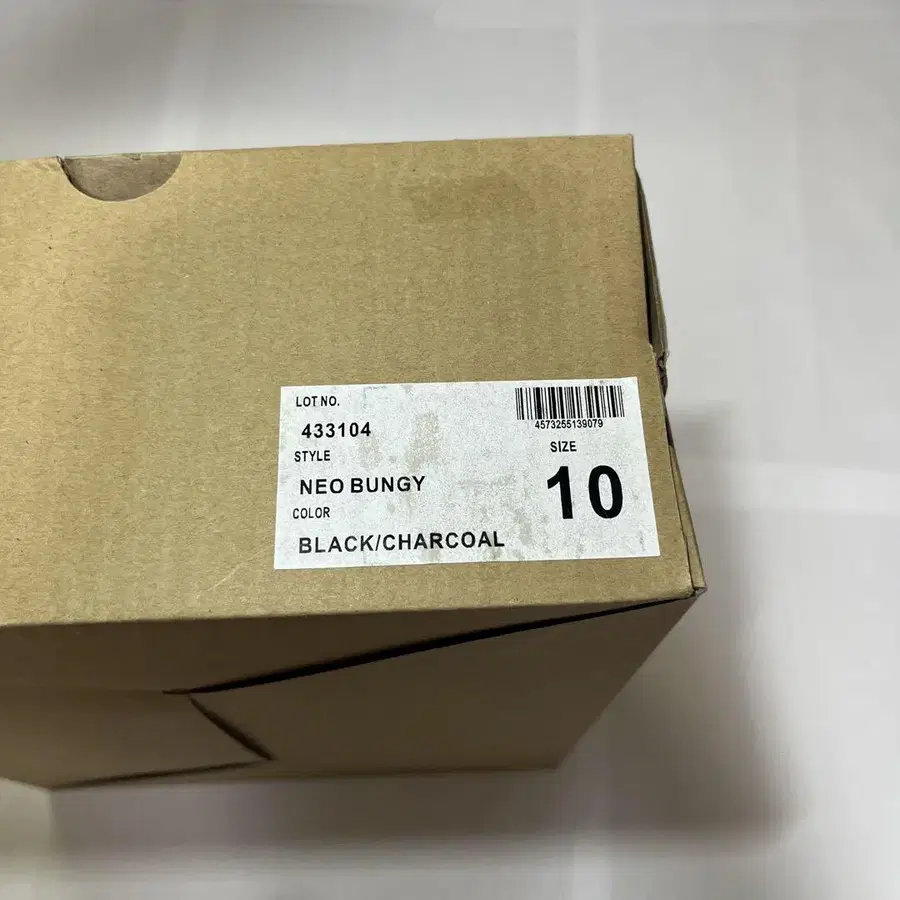 LOT NO.
433104
STYLE
NEO BUNGY
COLOR
BLACK/CHARCOAL
4573255139079
SIZE
10